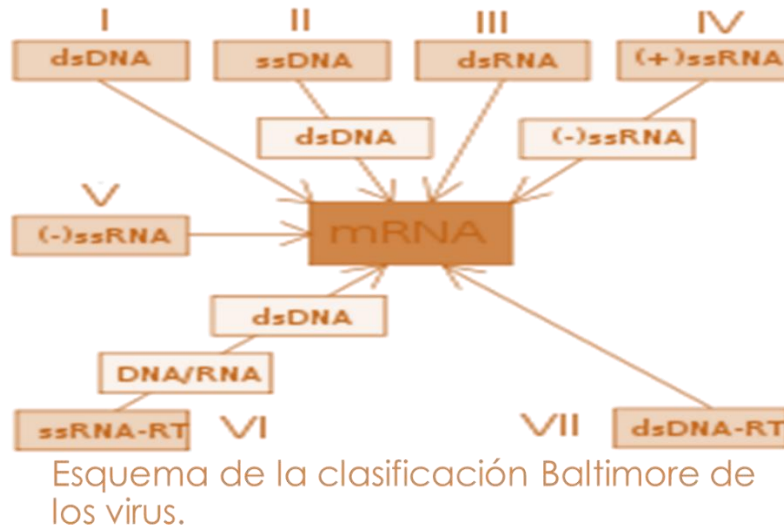 I II III IV
dsDNA ssDNA dsRNA (+)ssRNA
dsDNA (-)ssRNA
V
(-)ssRNA mRNA
dsDNA
DNA/RNA
ssRNA-RT VI VII dsDNA-RT
Esquema de la clasificación Baltimore de
los virus.